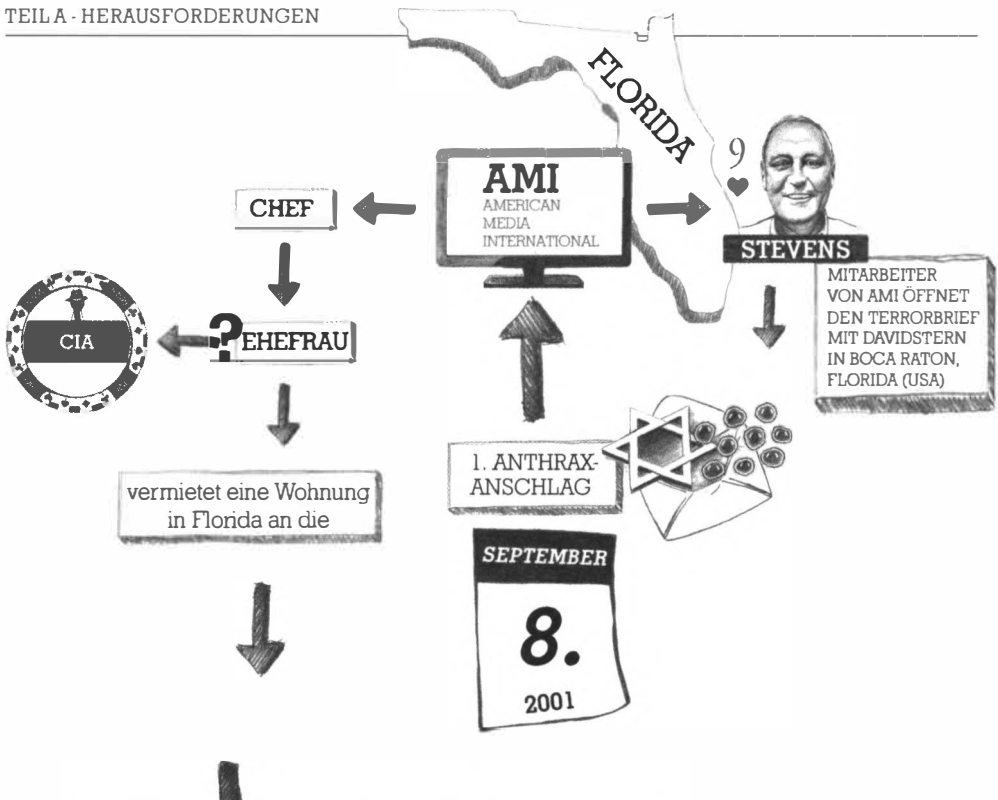 TEIL A - HERAUSFORDERUNGEN
FLORIDA
9
AMI
AMERICAN
MEDIA
INTERNATIONAL
CHEF
STEVENS
MITARBEITER
VON AMI ÖFFNET
DEN TERRORBRIEF
MIT DAVIDSTERN
IN BOCA RATON,
FLORIDA (USA)
CIA
?
EHEFRAU
1. ANTHRAX-
ANSCHLAG
vermietet eine Wohnung
in Florida an die
SEPTEMBER
8.
2001